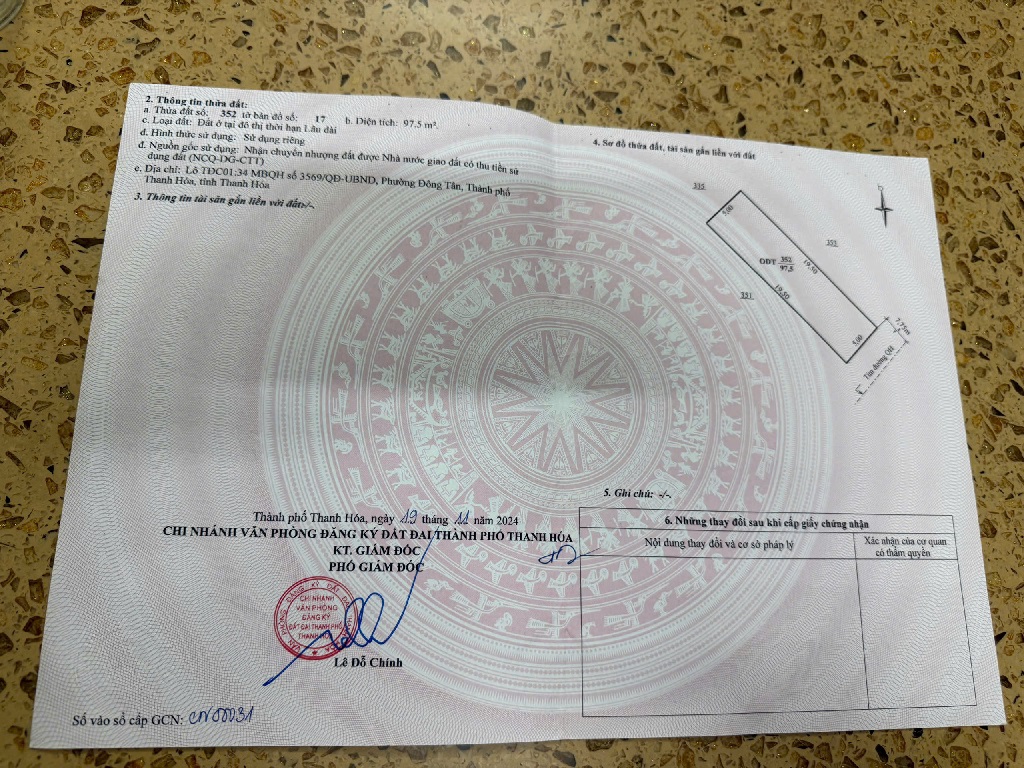 2. Thông tin thửa đất:
a. Thửa đất số: 352 tờ bản đồ số: 17 b. Diện tích: 97.5 m².
c. Loại đất: Đất ở tại đô thị thời hạn Lâu dài
d. Hình thức sử dụng: Sử dụng riêng
đ. Nguồn gốc sử dụng: Nhận chuyển nhượng đất được Nhà nước giao đất có thu tiền sử
dụng đất (NCQ-DG-CTT)
e. Địa chỉ: Lô TDC01:34 MBQH số 3569/QĐ-UBND, Phường Đông Tân, Thành phố
Thanh Hóa, tỉnh Thanh Hóa
3. Thông tin tài sản gắn liền với đất:-/-.
Thành phố Thanh Hóa, ngày 19 tháng 11 năm 2024
CHI NHÁNH VĂN PHÒNG ĐĂNG KÝ ĐẤT ĐAI THÀNH PHỐ THANH HÓA
KT. GIÁM ĐỐC
PHÓ GIÁM ĐỐC
CHI NHÁNH
VĂN PHÒNG
ĐĂNG KÝ
ĐẤT ĐAI THÀNH PHỐ
THANH HÓA
Lê Đỗ Chính
Số vào sổ cấp GCN: CN00031
4. Sơ đồ thửa đất, tài sản gắn liền với đất
335
5.00
353
ODT 352
97.5
19.50
351
19.50
5.00
7.75m
Tim đường QH
5. Ghi chú: -/-.
6. Những thay đổi sau khi cấp giấy chứng nhận
Nội dung thay đổi và cơ sở pháp lý
Xác nhận của cơ quan
có thẩm quyền